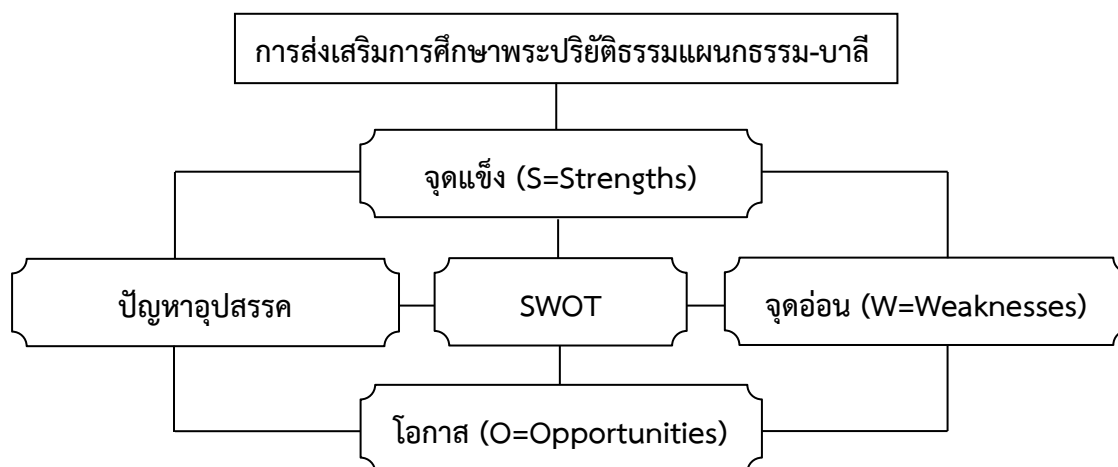 การส่งเสริมการศึกษาพระปริยัติธรรมแผนกธรรม-บาลี
จุดแข็ง (S=Strengths)
ปัญหาอุปสรรค
SWOT
จุดอ่อน (W=Weaknesses)
โอกาส (O=Opportunities)